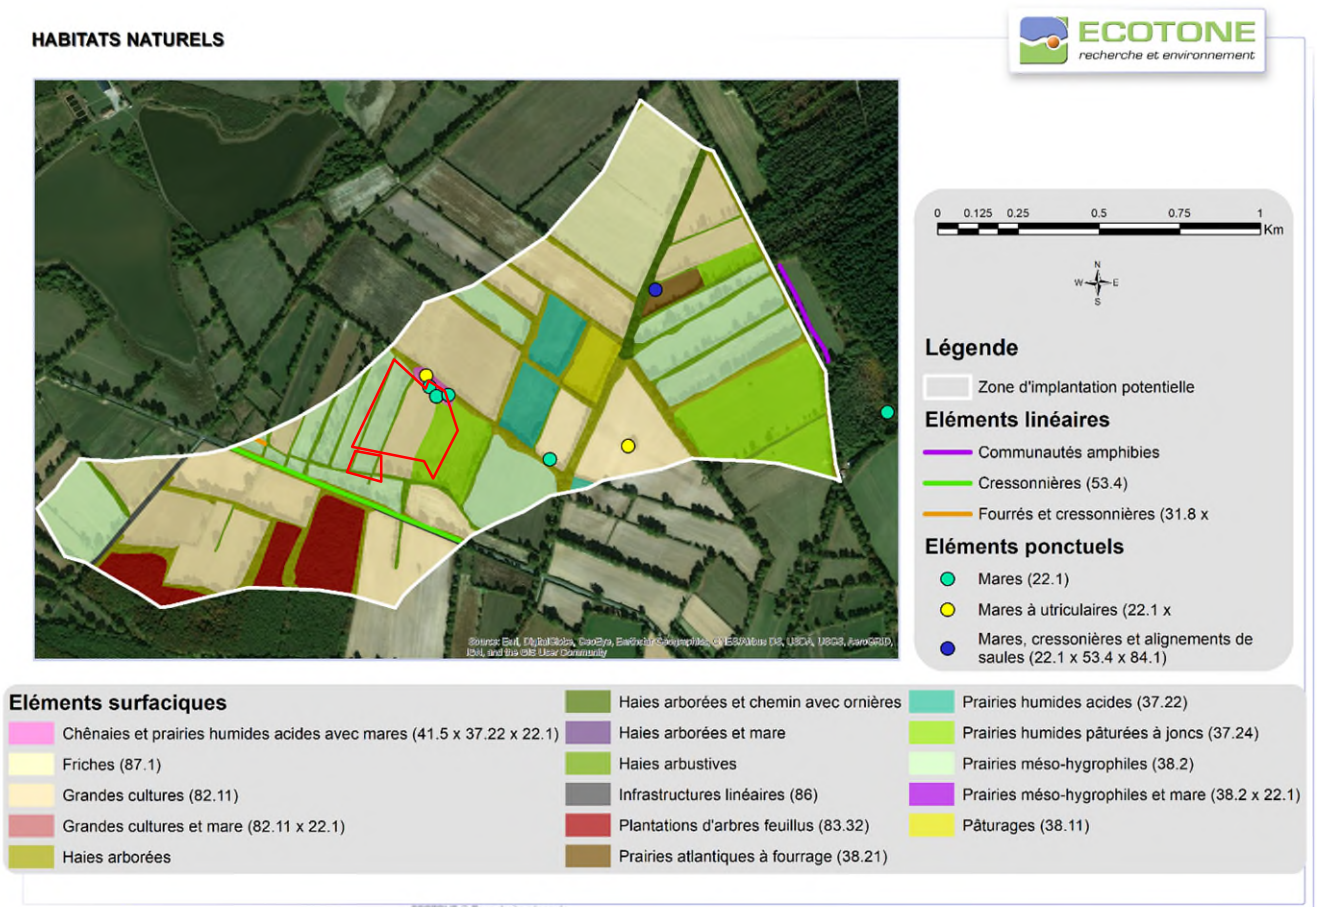 HABITATS NATURELS
ECOTONE
recherche et environnement
0 0.125 0.25 0.5 0.75 1
Km
N
W E
S
Légende
Zone d'implantation potentielle
Eléments linéaires
Communautés amphibies
Cressonnières (53.4)
Fourrés et cressonnières (31.8 x
Eléments ponctuels
Mares (22.1)
Mares à utriculaires (22.1 x
Mares, cressonières et alignements de
saules (22.1 x 53.4 x 84.1)
Source: Esri, DigitalGlobe, GeoEye, Earthstar Geographics, CNES/Airbus DS, USDA, USGS, AeroGRID,
IGN, and the GIS User Community
Eléments surfaciques
Chênaies et prairies humides acides avec mares (41.5 x 37.22 x 22.1)
Friches (87.1)
Grandes cultures (82.11)
Grandes cultures et mare (82.11 x 22.1)
Haies arborées
Haies arborées et chemin avec ornières
Haies arborées et mare
Haies arbustives
Infrastructures linéaires (86)
Plantations d'arbres feuillus (83.32)
Prairies atlantiques à fourrage (38.21)
Prairies humides acides (37.22)
Prairies humides pâturées à joncs (37.24)
Prairies méso-hygrophiles (38.2)
Prairies méso-hygrophiles et mare (38.2 x 22.1)
Pâturages (38.11)